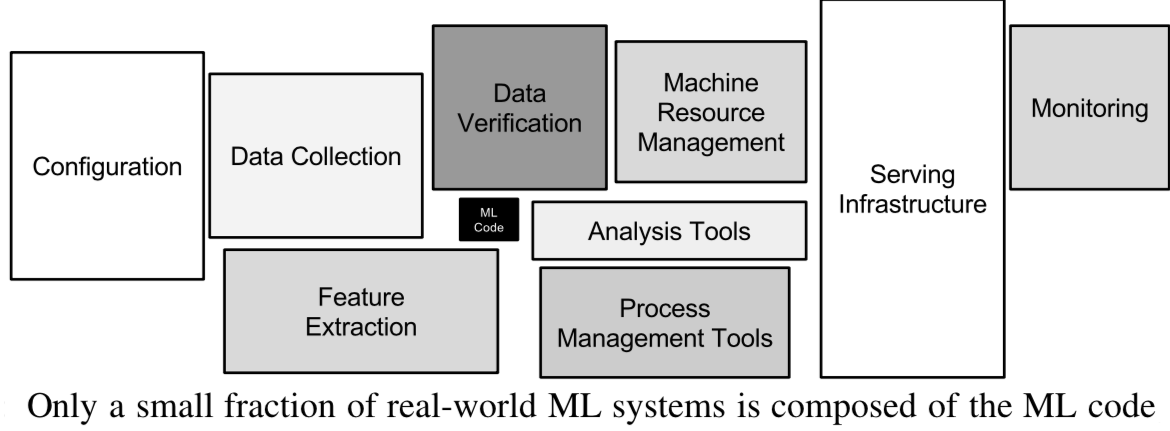 Configuration
Data Collection
Data
Verification
Machine
Resource
Management
Serving
Infrastructure
Monitoring
ML
Code
Analysis Tools
Feature
Extraction
Process
Management Tools
Only a small fraction of real-world ML systems is composed of the ML code